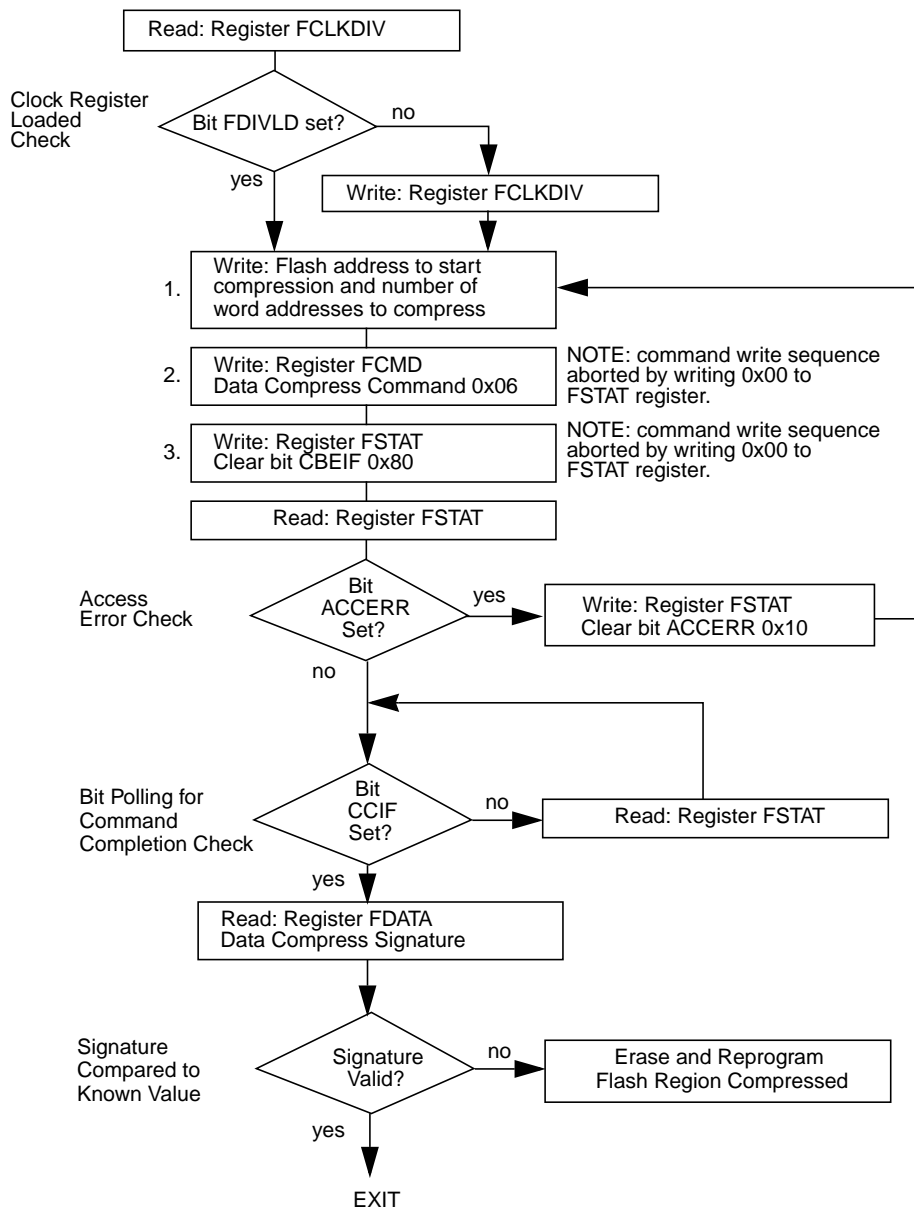 Read: Register FCLKDIV
Clock Register
Loaded
Check
Bit FDIVLD set?
no
yes
Write: Register FCLKDIV
1.
Write: Flash address to start
compression and number of
word addresses to compress
2.
Write: Register FCMD
Data Compress Command 0x06
NOTE: command write sequence
aborted by writing 0x00 to
FSTAT register.
3.
Write: Register FSTAT
Clear bit CBEIF 0x80
NOTE: command write sequence
aborted by writing 0x00 to
FSTAT register.
Read: Register FSTAT
Access
Error Check
Bit
ACCERR
Set?
yes
Write: Register FSTAT
Clear bit ACCERR 0x10
no
Bit Polling for
Command
Completion Check
Bit
CCIF
Set?
no
Read: Register FSTAT
yes
Read: Register FDATA
Data Compress Signature
Signature
Compared to
Known Value
Signature
Valid?
no
Erase and Reprogram
Flash Region Compressed
yes
EXIT